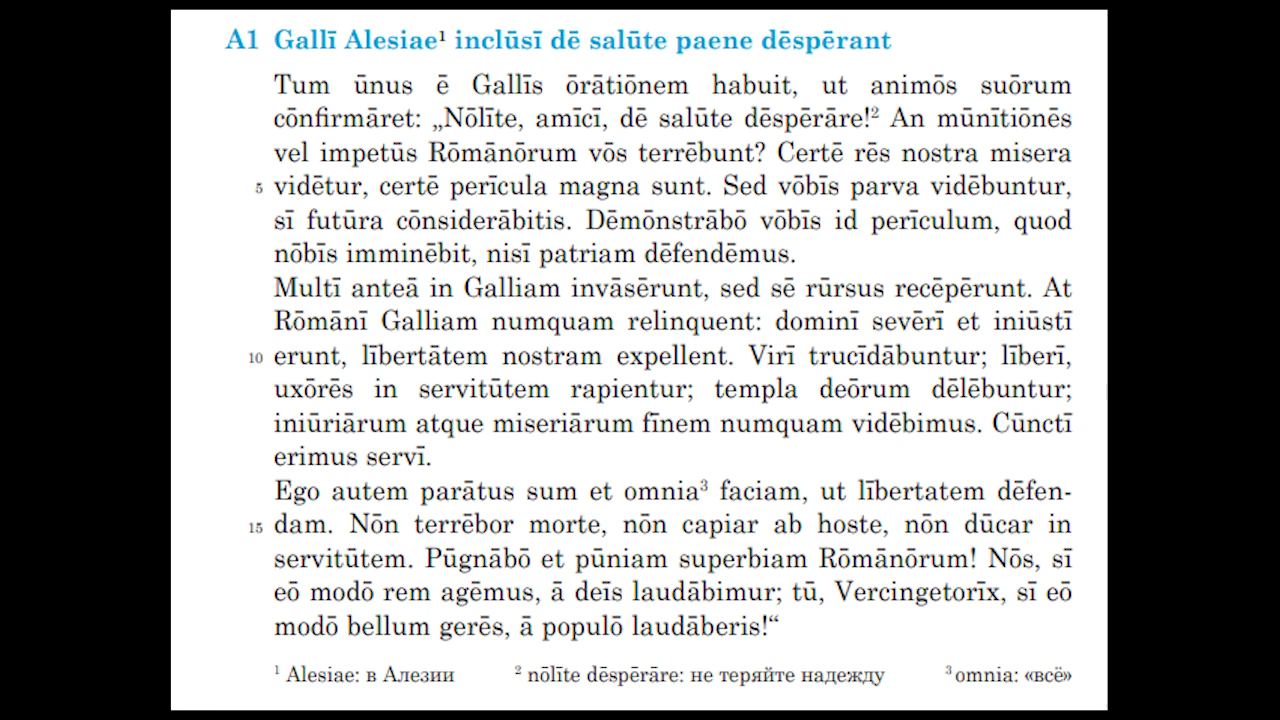 A1 Gallī Alesiae¹ inclūsī dē salūte paene dēspērant
Tum ūnus ē Gallīs ōrātiōnem habuit, ut animōs suōrum
cōnfirmāret: „Nōlīte, amīcī, dē salūte dēspērāre!² An mūnītiōnēs
vel impetūs Rōmānōrum vōs terrēbunt? Certē rēs nostra misera
5 vidētur, certē perīcula magna sunt. Sed vōbīs parva vidēbuntur,
sī futūra cōnsiderābitis. Dēmōnstrābō vōbīs id perīculum, quod
nōbīs imminēbit, nisī patriam dēfendēmus.
Multī anteā in Galliam invāsērunt, sed sē rūrsus recēpērunt. At
Rōmānī Galliam numquam relinquent: dominī sevērī et iniūstī
10 erunt, lībertātem nostram expellent. Virī trucīdābuntur; līberī,
uxōrēs in servitūtem rapientur; templa deōrum dēlēbuntur;
iniūriārum atque miseriārum fīnem numquam vidēbimus. Cūnctī
erimus servī.
Ego autem parātus sum et omnia³ faciam, ut lībertatem dēfen-
15 dam. Nōn terrēbor morte, nōn capiar ab hoste, nōn dūcar in
servitūtem. Pūgnābō et pūniam superbiam Rōmānōrum! Nōs, sī
eō modō rem agēmus, ā deīs laudābimur; tū, Vercingetorīx, sī eō
modō bellum gerēs, ā populō laudāberis!“
¹ Alesiae: в Алезии ² nōlīte dēspērāre: не теряйте надежду ³ omnia: «всё»